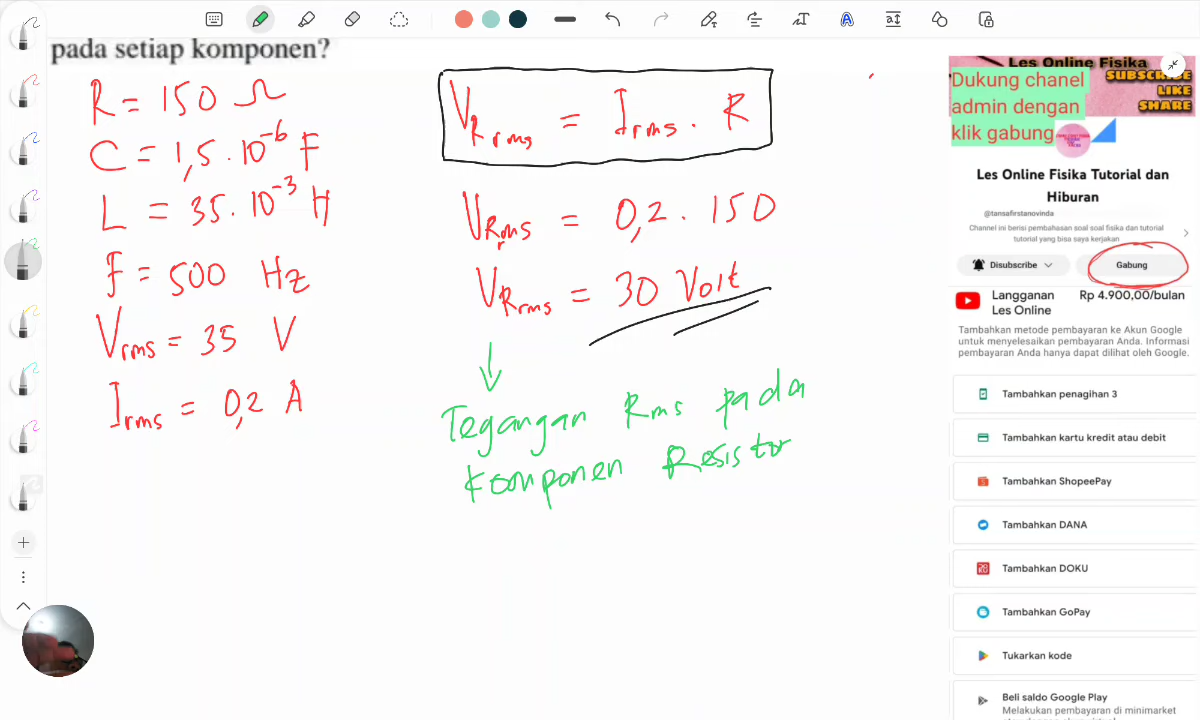 pada setiap komponen?
R = 150 Ω
C = 1,5 . 10⁻⁶ F
L = 35 . 10⁻³ H
F = 500 Hz
Vrms = 35 V
Irms = 0,2 A
VRrms = Irms . R
VRrms = 0,2 . 150
VRrms = 30 Volt
↓
Tegangan Rms pada
komponen Resistor
Les Online Fisika
SUBSCRIBE
LIKE
SHARE
Dukung chanel
admin dengan
klik gabung
Les Online Fisika Tutorial dan
Hiburan
@tansafirstanovinda
Channel ini berisi pembahasan soal soal fisika dan tutorial
tutorial yang bisa saya kerjakan
Disubscribe
Gabung
Langganan
Les Online
Rp 4.900,00/bulan
Tambahkan metode pembayaran ke Akun Google
untuk menyelesaikan pembayaran Anda. Informasi
pembayaran Anda hanya dapat dilihat oleh Google.
Tambahkan penagihan 3
Tambahkan kartu kredit atau debit
Tambahkan ShopeePay
Tambahkan DANA
Tambahkan DOKU
Tambahkan GoPay
Tukarkan kode
Beli saldo Google Play
Melakukan pembayaran di minimarket